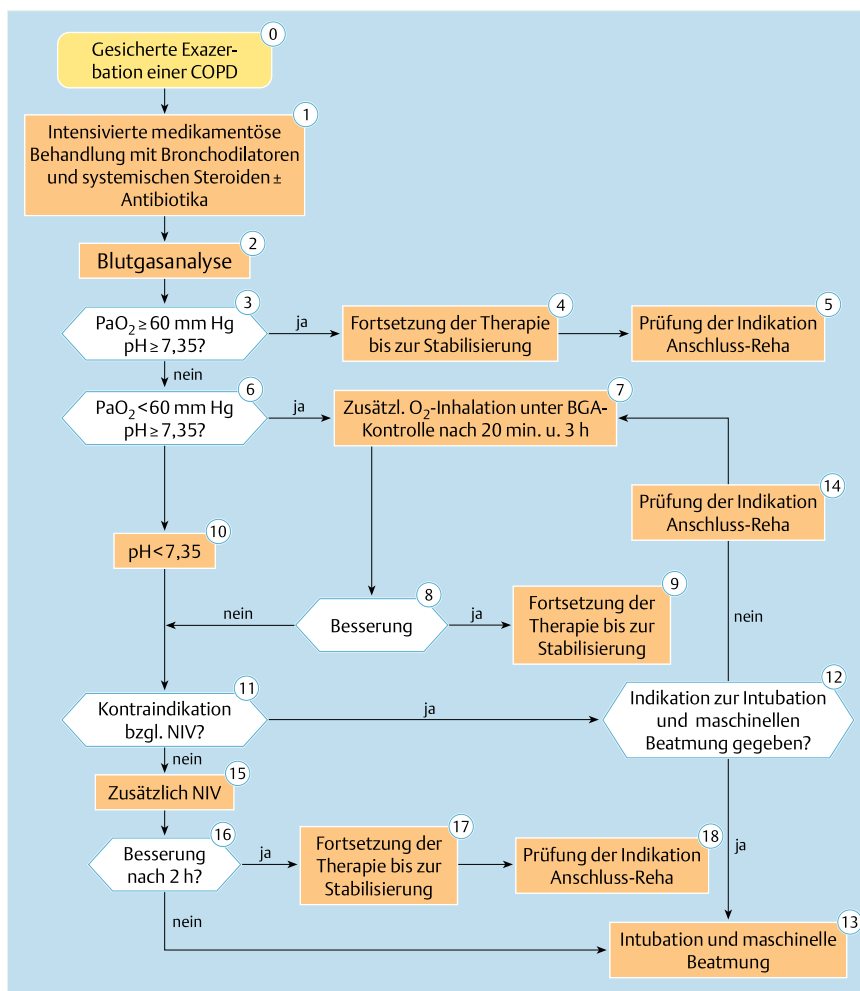 0
Gesicherte Exazer-
bation einer COPD
1
Intensivierte medikamentöse
Behandlung mit Bronchodilatoren
und systemischen Steroiden ±
Antibiotika
2
Blutgasanalyse
3
PaO₂ ≥ 60 mm Hg
pH ≥ 7,35?
ja
4
Fortsetzung der Therapie
bis zur Stabilisierung
5
Prüfung der Indikation
Anschluss-Reha
nein
6
PaO₂ < 60 mm Hg
pH ≥ 7,35?
ja
7
Zusätzl. O₂-Inhalation unter BGA-
Kontrolle nach 20 min. u. 3 h
14
Prüfung der Indikation
Anschluss-Reha
10
pH < 7,35
8
Besserung
nein
ja
9
Fortsetzung der
Therapie bis zur
Stabilisierung
nein
11
Kontraindikation
bzgl. NIV?
ja
12
Indikation zur Intubation
und maschinellen
Beatmung gegeben?
nein
15
Zusätzlich NIV
16
Besserung
nach 2 h?
ja
17
Fortsetzung der
Therapie bis zur
Stabilisierung
18
Prüfung der Indikation
Anschluss-Reha
ja
nein
13
Intubation und maschinelle
Beatmung